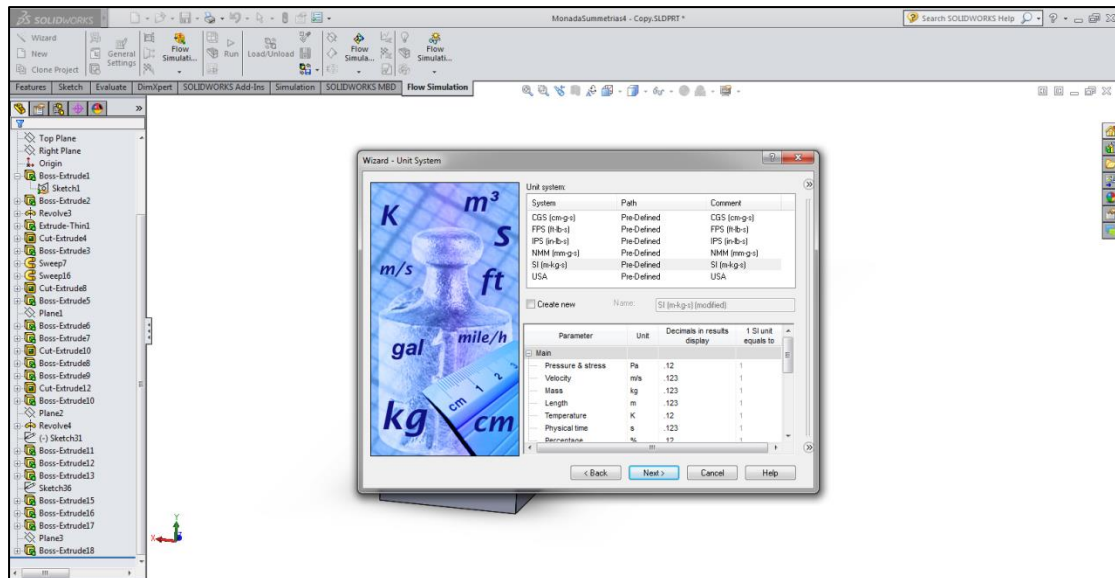 SOLIDWORKS
MonadaSummetrias4 - Copy.SLDPRT *
Search SOLIDWORKS Help
Wizard
New
Clone Project
General Settings
Flow Simulati...
Run
Load/Unload
Flow Simula...
Flow Simulati...
Features Sketch Evaluate DimXpert SOLIDWORKS Add-Ins Simulation SOLIDWORKS MBD Flow Simulation
Top Plane
Right Plane
Origin
Boss-Extrude1
Sketch1
Boss-Extrude2
Revolve3
Extrude-Thin1
Cut-Extrude4
Boss-Extrude3
Sweep7
Sweep16
Cut-Extrude8
Boss-Extrude5
Plane1
Boss-Extrude6
Boss-Extrude7
Cut-Extrude10
Boss-Extrude8
Boss-Extrude9
Cut-Extrude12
Boss-Extrude10
Plane2
Revolve4
(-) Sketch31
Boss-Extrude11
Boss-Extrude12
Boss-Extrude13
Sketch36
Boss-Extrude15
Boss-Extrude16
Boss-Extrude17
Plane3
Boss-Extrude18
Y
X
Wizard - Unit System
K
m³
S
m/s
ft
gal
mile/h
kg
cm 1 2 3
cm
Unit system:
System Path Comment
CGS (cm-g-s) Pre-Defined CGS (cm-g-s)
FPS (ft-lb-s) Pre-Defined FPS (ft-lb-s)
IPS (in-lb-s) Pre-Defined IPS (in-lb-s)
NMM (mm-g-s) Pre-Defined NMM (mm-g-s)
SI (m-kg-s) Pre-Defined SI (m-kg-s)
USA Pre-Defined USA
Create new Name: SI (m-kg-s) (modified)
Parameter Unit Decimals in results display 1 SI unit equals to
Main
Pressure & stress Pa .12 1
Velocity m/s .123 1
Mass kg .123 1
Length m .123 1
Temperature K .12 1
Physical time s .123 1
Percentage % .12 1
< Back Next > Cancel Help